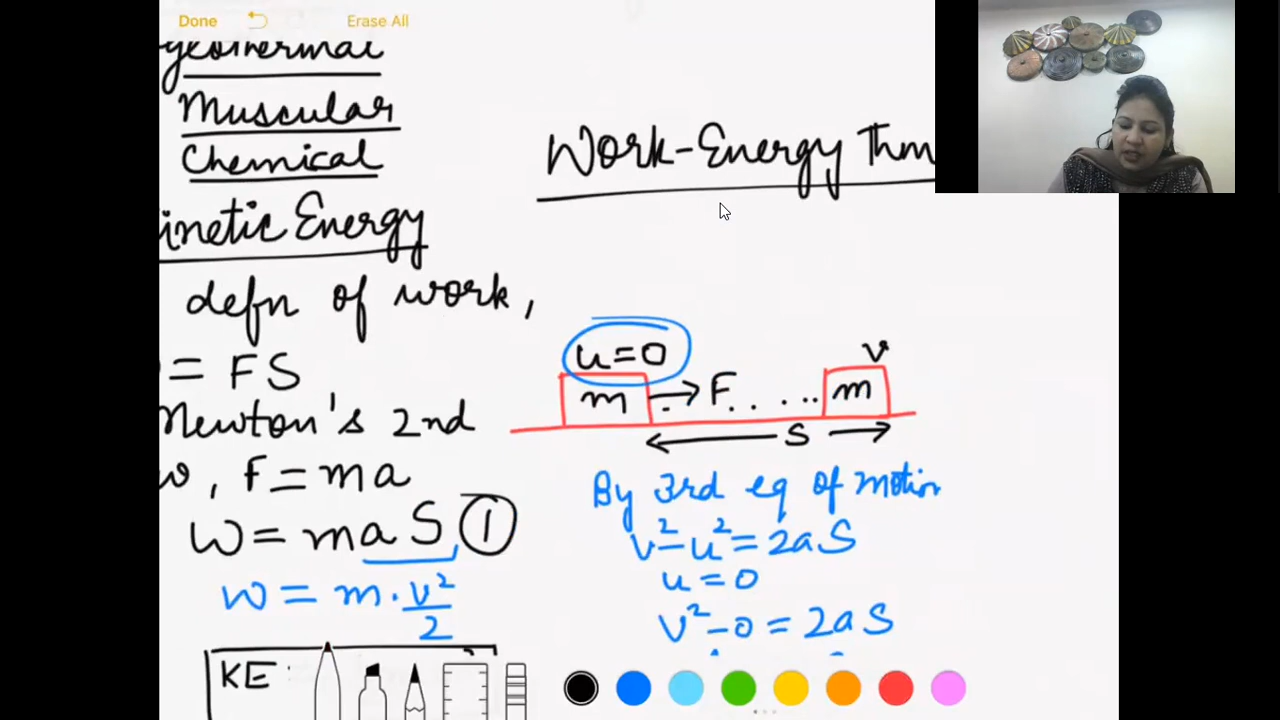 Done
Erase All
geothermal
Muscular
Chemical
inetic Energy
defn of work,
= FS
Newton's 2nd
w, F = ma
W = maS ①
W = m · v²/2
KE
Work-Energy Thm
u = 0
v
m → F . . . . . m
S
By 3rd eq of motion
v² - u² = 2aS
u = 0
v² - 0 = 2aS